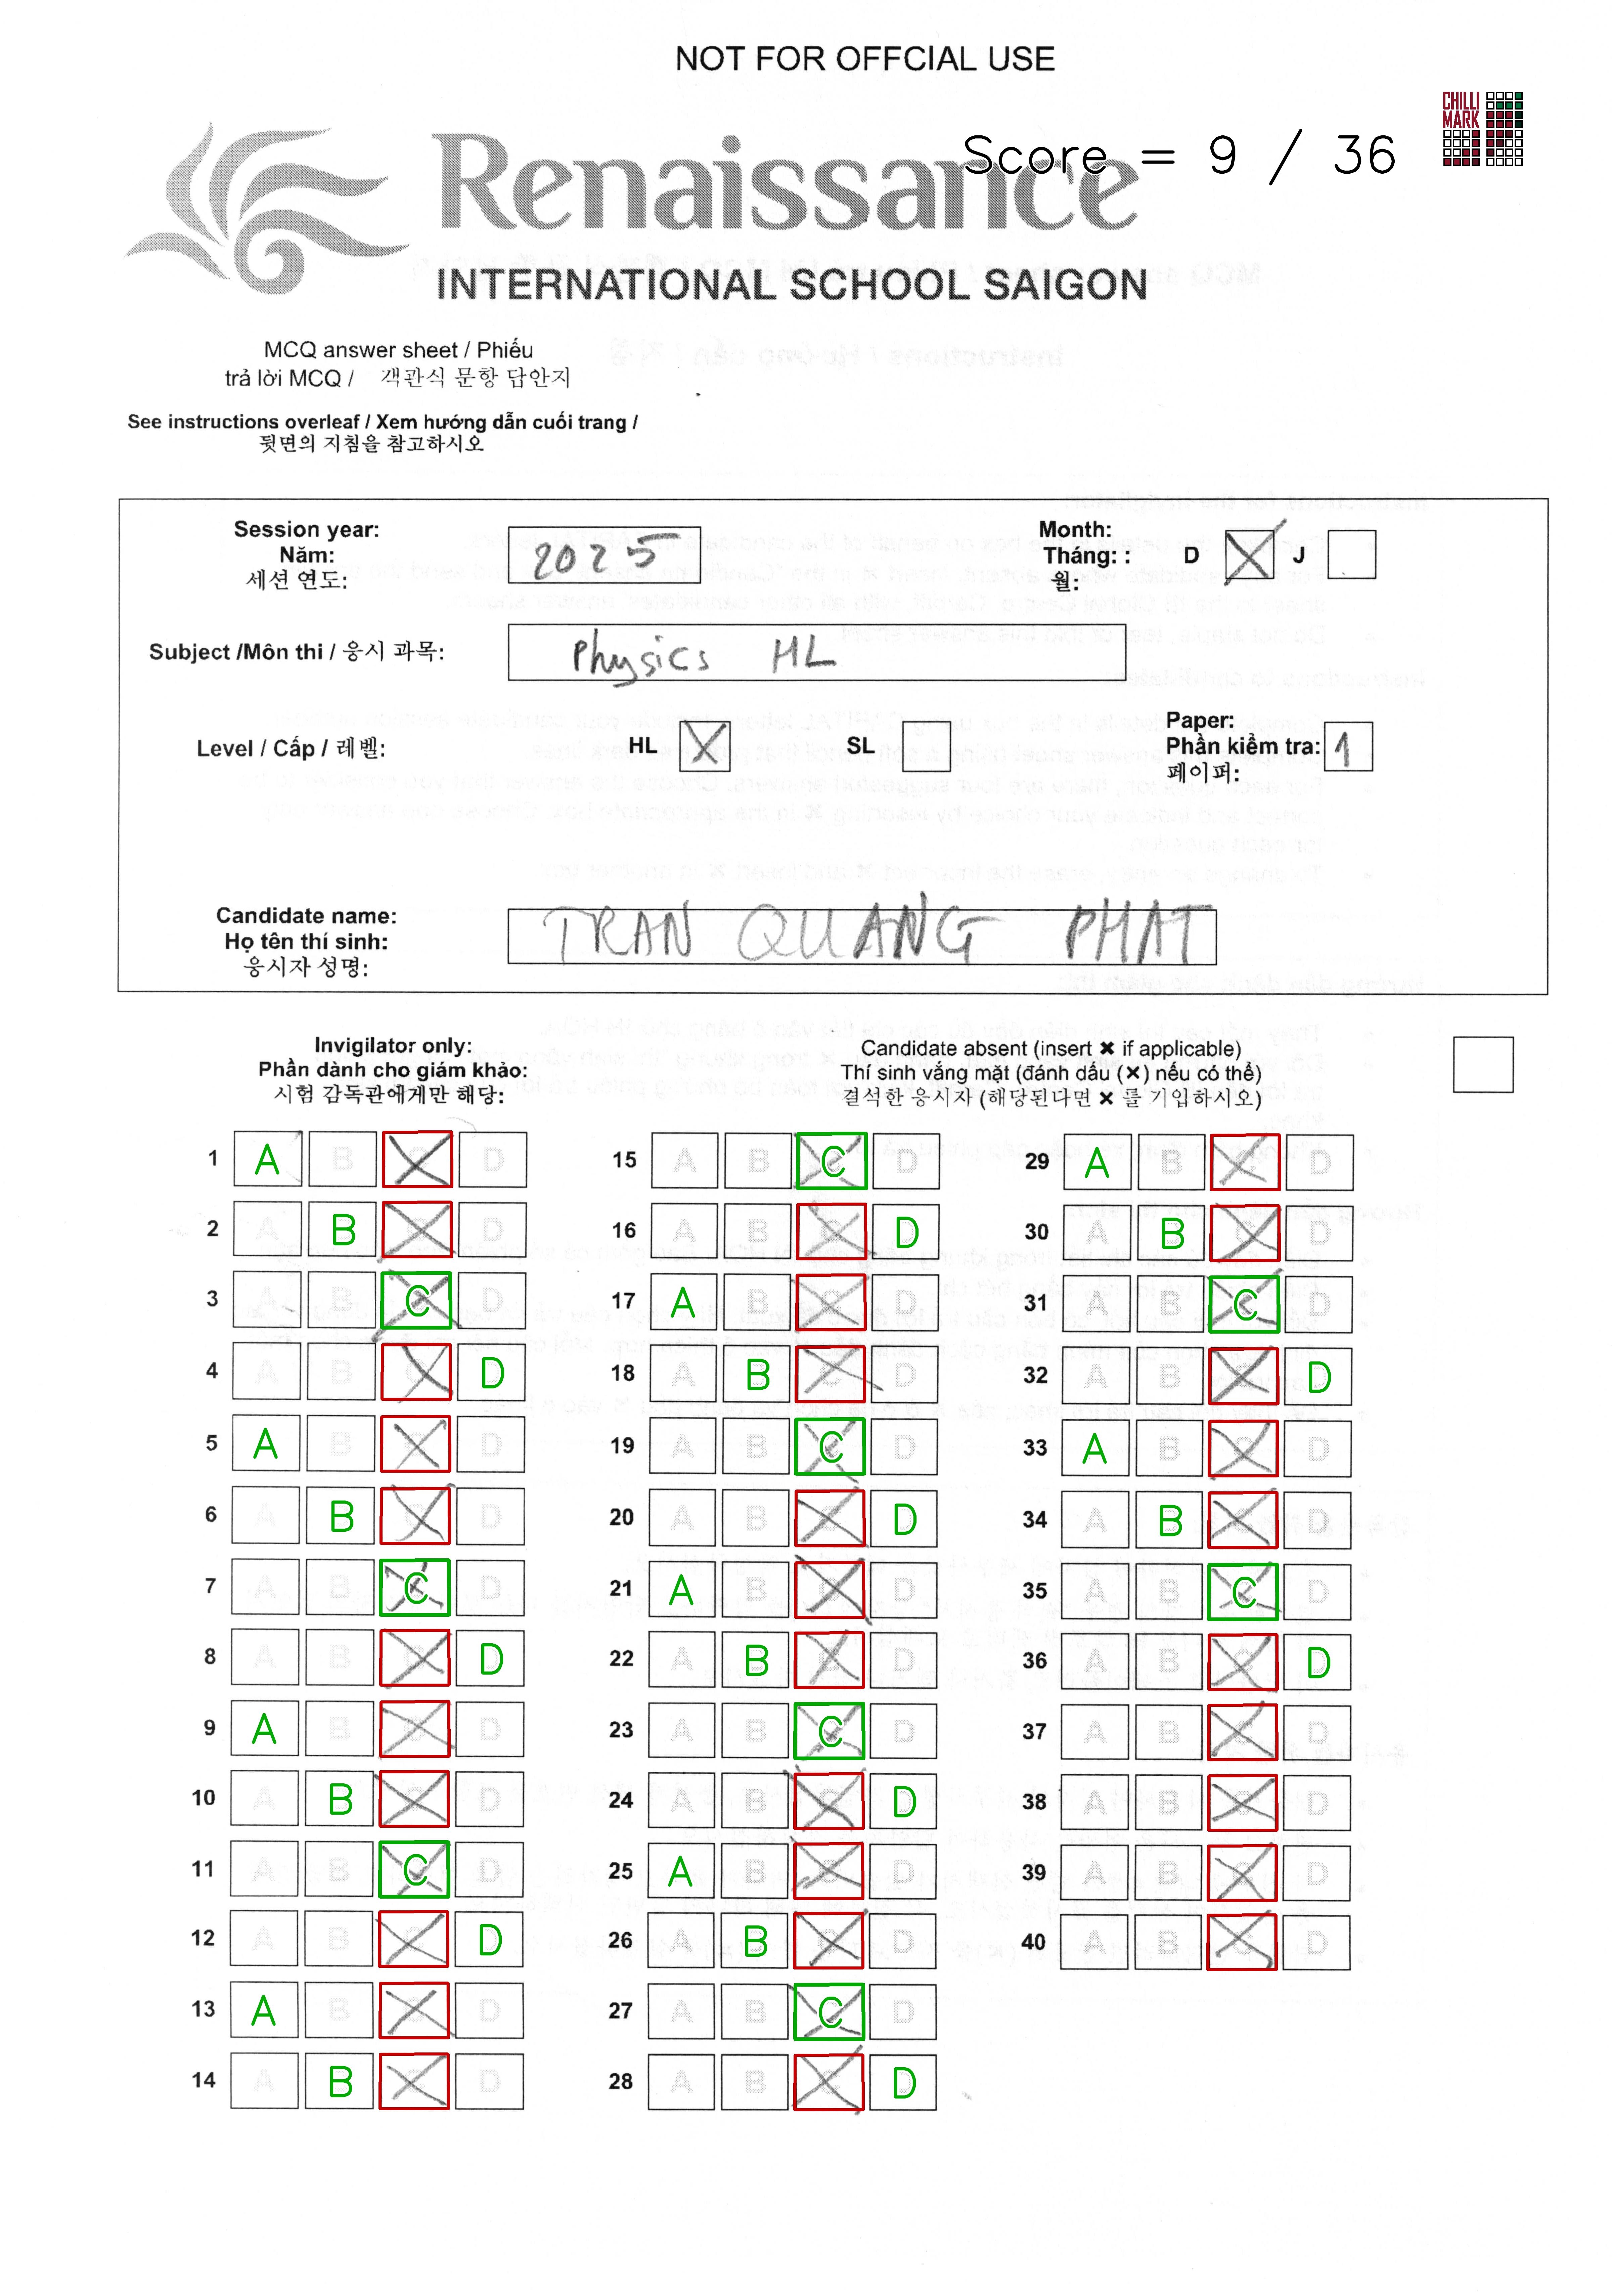 NOT FOR OFFCIAL USE
CHILLI
MARK
Renaissance
Score = 9 / 36
INTERNATIONAL SCHOOL SAIGON
MCQ answer sheet / Phiếu
trả lời MCQ / 객관식 문항 답안지
See instructions overleaf / Xem hướng dẫn cuối trang /
뒷면의 지침을 참고하시오
Session year:
Năm:
세션 연도:
2025
Month:
Tháng: :
월:
D
J
Subject /Môn thi / 응시 과목:
Physics HL
Level / Cấp / 레벨:
HL
SL
Paper:
Phần kiểm tra:
페이퍼:
1
Candidate name:
Họ tên thí sinh:
응시자 성명:
TRAN QUANG PHAT
Invigilator only:
Phần dành cho giám khảo:
시험 감독관에게만 해당:
Candidate absent (insert ✖ if applicable)
Thí sinh vắng mặt (đánh dấu (✖) nếu có thể)
결석한 응시자 (해당된다면 ✖ 를 기입하시오)
1 A B C D
2 A B C D
3 A B C D
4 A B C D
5 A B C D
6 A B C D
7 A B C D
8 A B C D
9 A B C D
10 A B C D
11 A B C D
12 A B C D
13 A B C D
14 A B C D
15 A B C D
16 A B C D
17 A B C D
18 A B C D
19 A B C D
20 A B C D
21 A B C D
22 A B C D
23 A B C D
24 A B C D
25 A B C D
26 A B C D
27 A B C D
28 A B C D
29 A B C D
30 A B C D
31 A B C D
32 A B C D
33 A B C D
34 A B C D
35 A B C D
36 A B C D
37 A B C D
38 A B C D
39 A B C D
40 A B C D